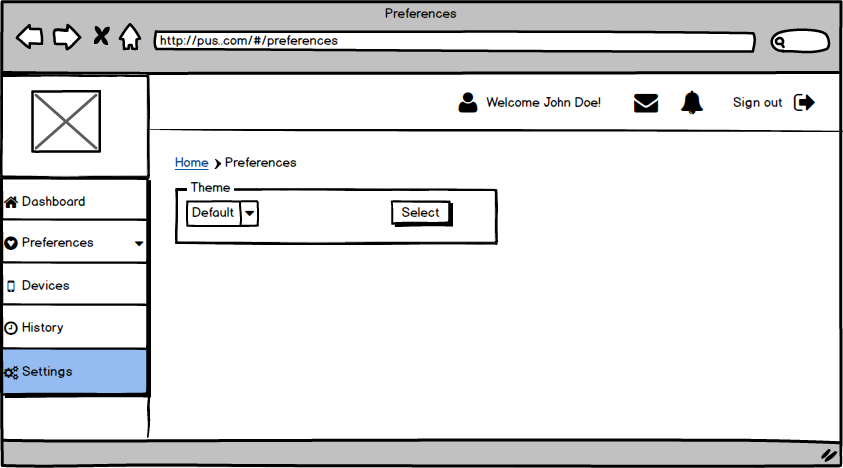 Preferences
http://pus..com/#/preferences
Welcome John Doe!
Sign out
Home
Preferences
Dashboard
Preferences
Devices
History
Settings
Theme
Default
Select